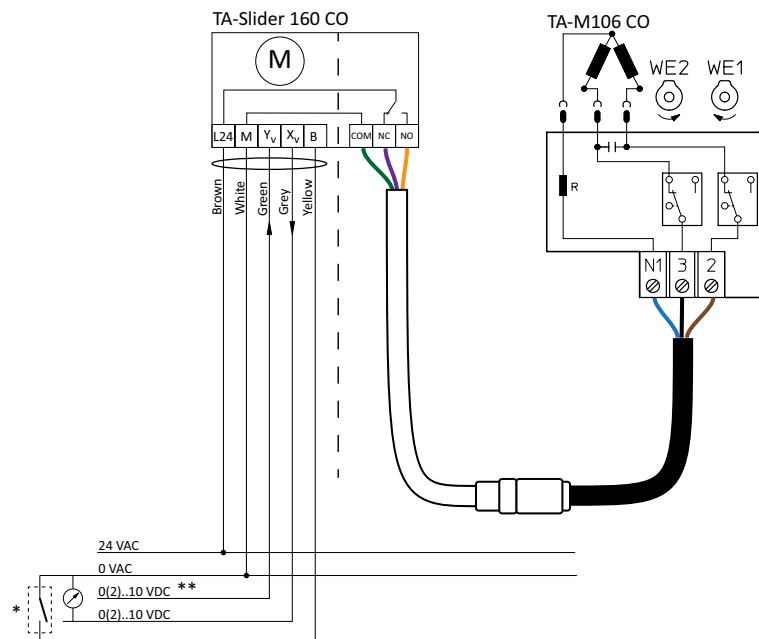 TA-Slider 160 CO
TA-M106 CO
M
WE2 WE1
L24 M Yv Xv B COM NC NO
R
Brown
White
Green
Grey
Yellow
N1 3 2
24 VAC
0 VAC
0(2)..10 VDC **
0(2)..10 VDC
*